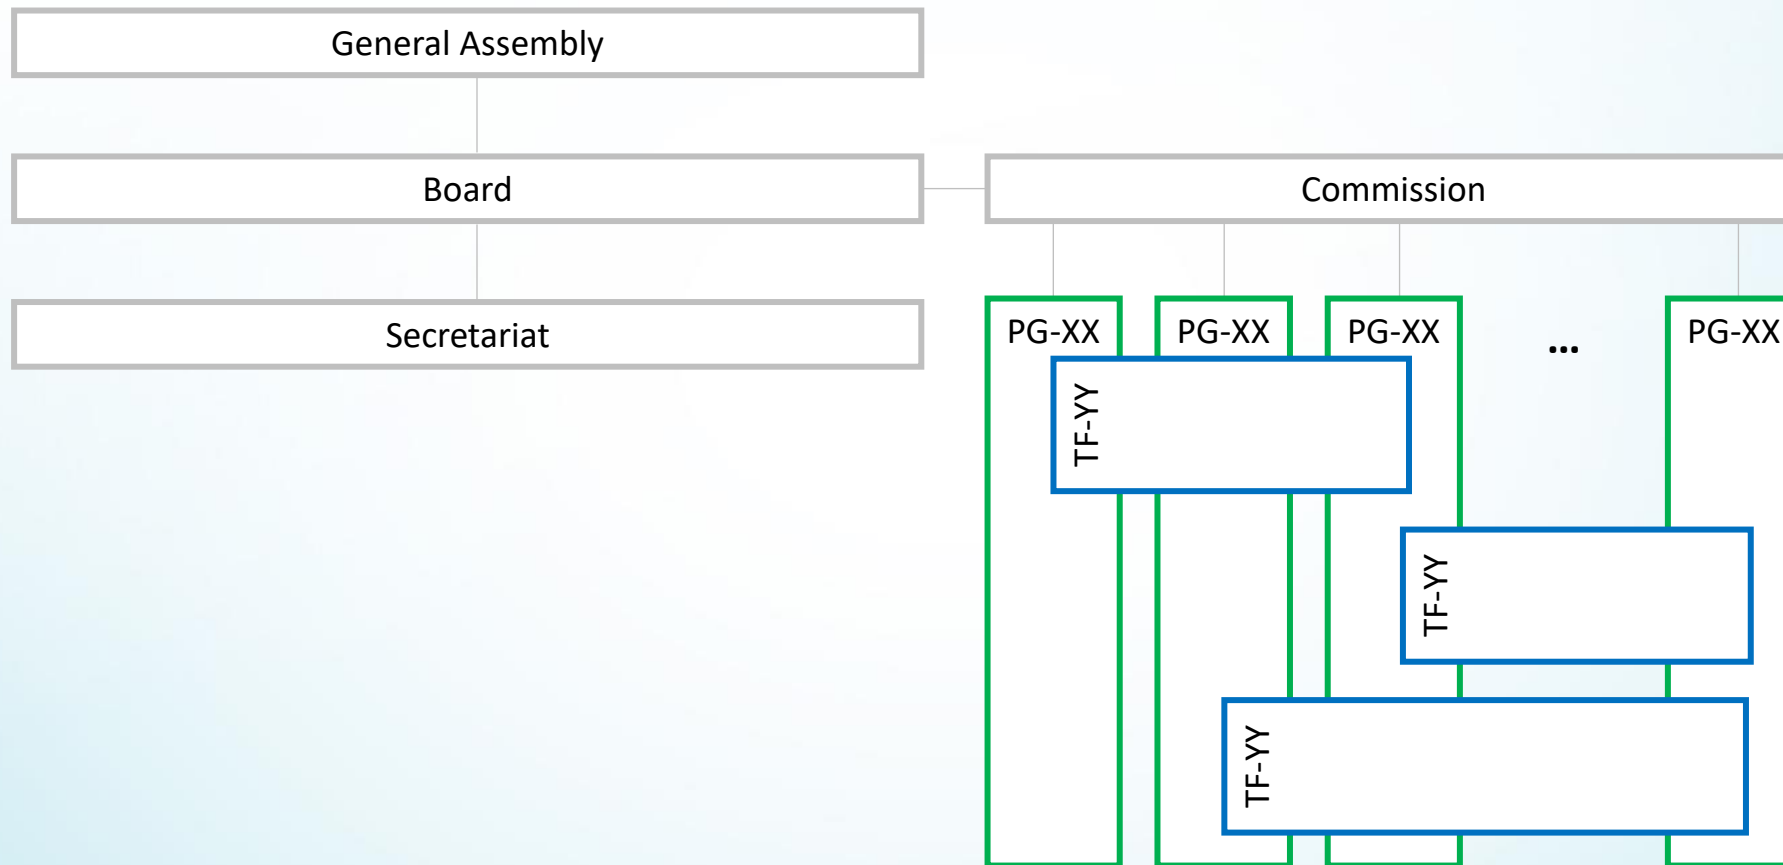 General Assembly
Board
Commission
Secretariat
PG-XX
PG-XX
PG-XX
...
PG-XX
TF-YY
TF-YY
TF-YY